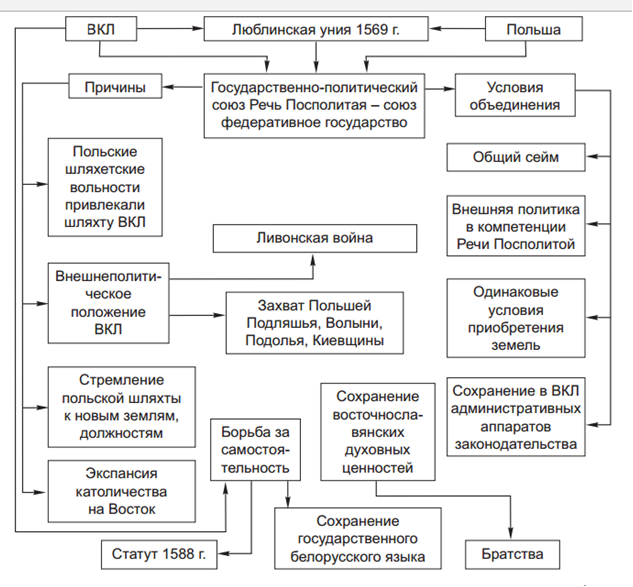 ВКЛ
Люблинская уния 1569 г.
Польша
Причины
Государственно-политический
союз Речь Посполитая – союз
федеративное государство
Условия
объединения
Польские
шляхетские
вольности
привлекали
шляхту ВКЛ
Общий сейм
Внешняя политика
в компетенции
Речи Посполитой
Ливонская война
Внешнеполити-
ческое
положение
ВКЛ
Захват Польшей
Подляшья, Волыни,
Подолья, Киевщины
Одинаковые
условия
приобретения
земель
Стремление
польской шляхты
к новым землям,
должностям
Борьба за
самостоя-
тельность
Сохранение
восточносла-
вянских
духовных
ценностей
Сохранение в ВКЛ
административных
аппаратов
законодательства
Экспансия
католичества
на Восток
Статут 1588 г.
Сохранение
государственного
белорусского языка
Братства